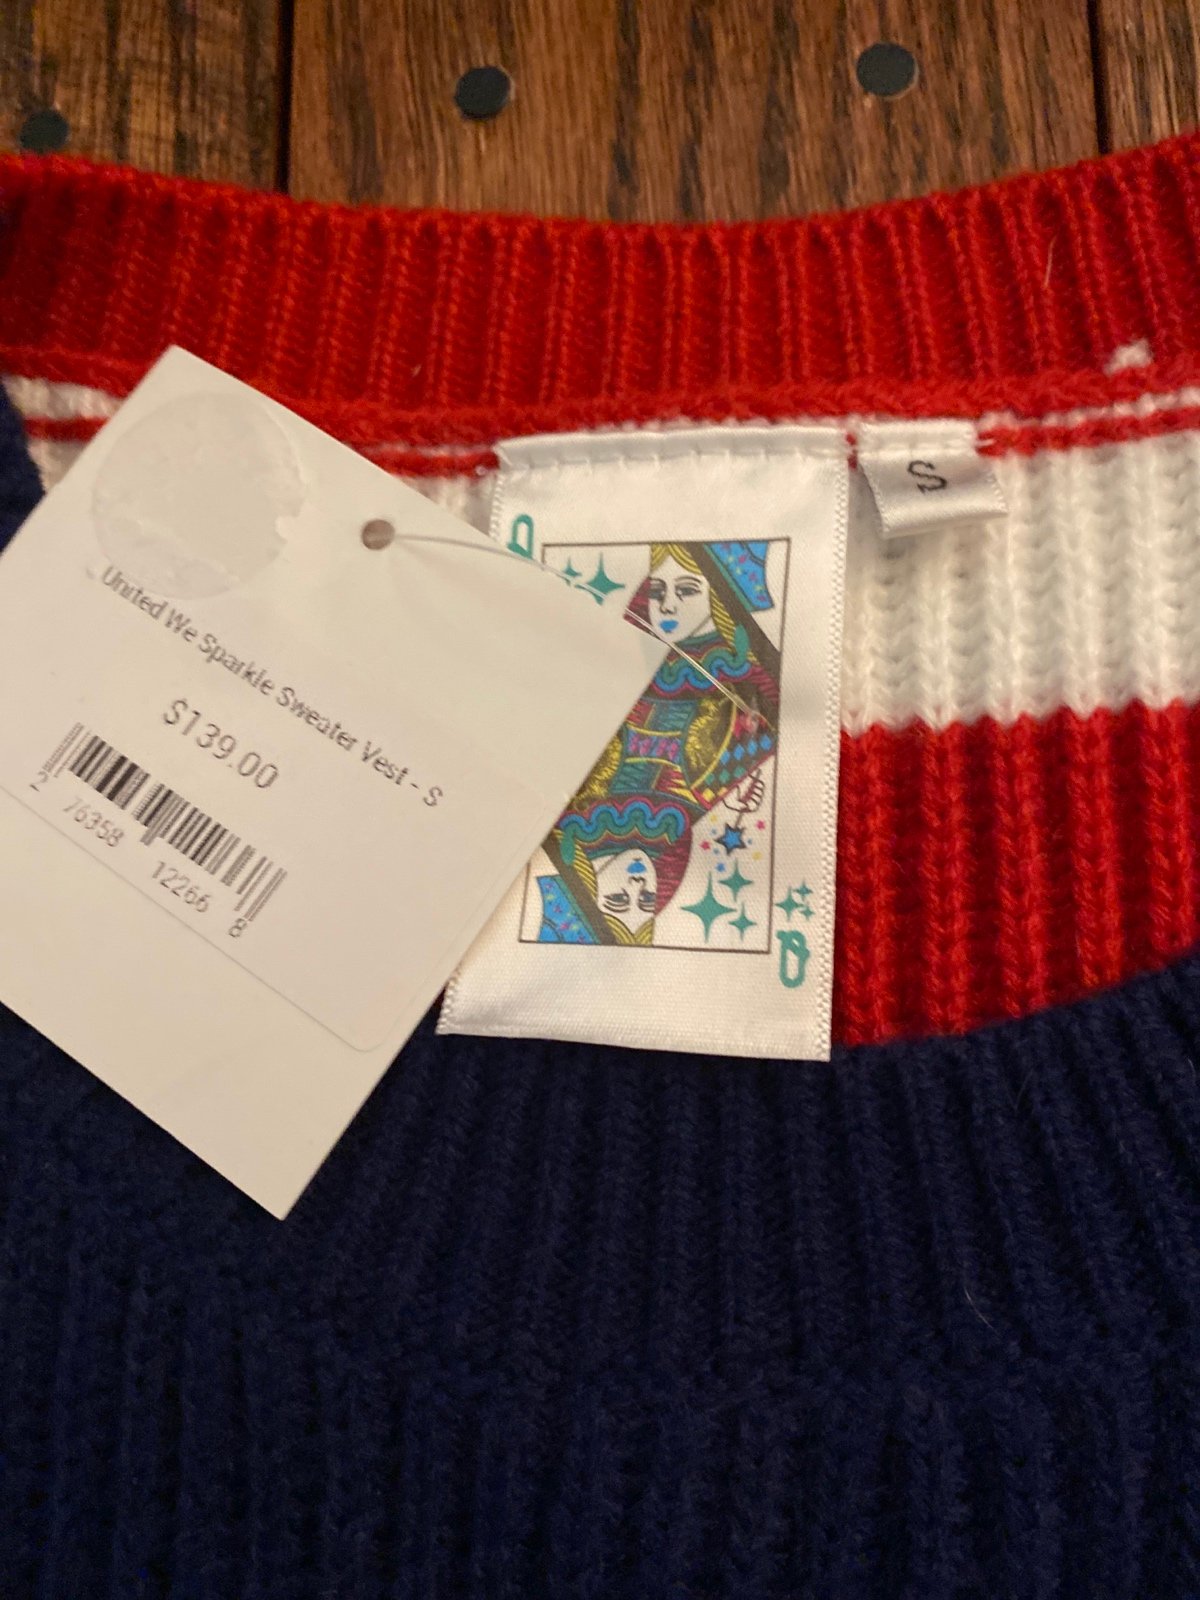 United We Sparkle Sweater Vest - S
$139.00
2 76358 12266 8
Q
Q
S